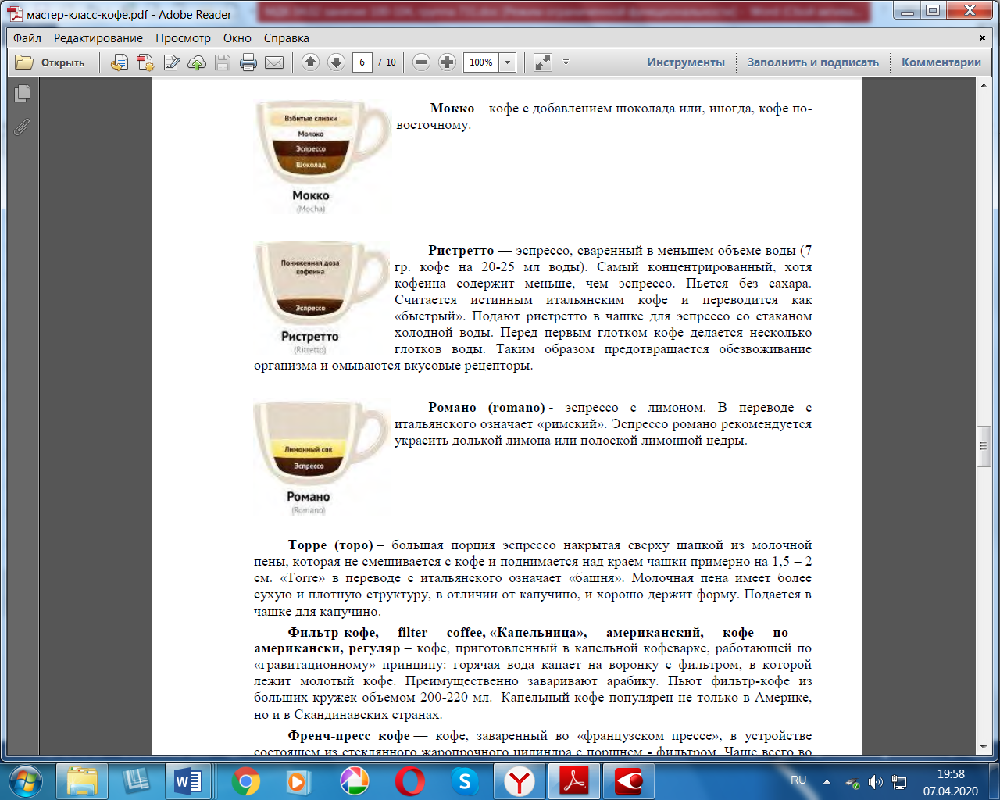 мастер-класс-кофе.pdf - Adobe Reader
Файл Редактирование Просмотр Окно Справка
Открыть 6 / 10 100% Инструменты Заполнить и подписать Комментарии
Взбитые сливки
Молоко
Эспрессо
Шоколад
Мокко
(Mocha)
Мокко – кофе с добавлением шоколада или, иногда, кофе по-
восточному.
Пониженная доза
кофеина
Эспрессо
Ристретто
(Ritretto)
Ристретто — эспрессо, сваренный в меньшем объеме воды (7
гр. кофе на 20-25 мл воды). Самый концентрированный, хотя
кофеина содержит меньше, чем эспрессо. Пьется без сахара.
Считается истинным итальянским кофе и переводится как
«быстрый». Подают ристретто в чашке для эспрессо со стаканом
холодной воды. Перед первым глотком кофе делается несколько
глотков воды. Таким образом предотвращается обезвоживание
организма и омываются вкусовые рецепторы.
Лимонный сок
Эспрессо
Романо
(Romano)
Романо (romano) - эспрессо с лимоном. В переводе с
итальянского означает «римский». Эспрессо романо рекомендуется
украсить долькой лимона или полоской лимонной цедры.
Торре (торо) – большая порция эспрессо накрытая сверху шапкой из молочной
пены, которая не смешивается с кофе и поднимается над краем чашки примерно на 1,5 – 2
см. «Torre» в переводе с итальянского означает «башня». Молочная пена имеет более
сухую и плотную структуру, в отличии от капучино, и хорошо держит форму. Подается в
чашке для капучино.
Фильтр-кофе, filter coffee, «Капельница», американский, кофе по -
американски, регуляр – кофе, приготовленный в капельной кофеварке, работающей по
«гравитационному» принципу: горячая вода капает на воронку с фильтром, в которой
лежит молотый кофе. Преимущественно заваривают арабику. Пьют фильтр-кофе из
больших кружек объемом 200-220 мл. Капельный кофе популярен не только в Америке,
но и в Скандинавских странах.
Френч-пресс кофе — кофе, заваренный во «французском прессе», в устройстве
состоящем из стеклянного жаропрочного цилиндра с поршнем - фильтром. Чаще всего во
RU 19:58
07.04.2020